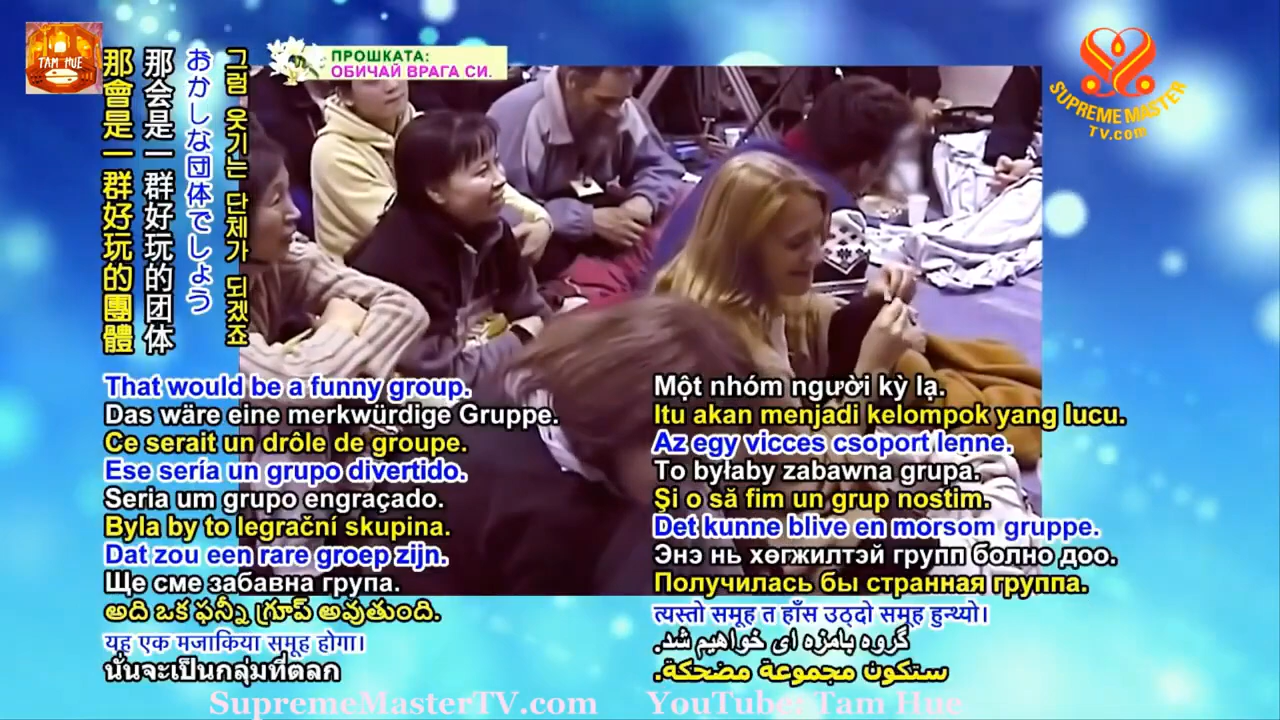 TAM HUE
ПРОШКАТА:
ОБИЧАЙ ВРАГА СИ.
SUPREME MASTER
TV.com
那會是一群好玩的團體
那会是一群好玩的团体
おかしな団体でしょう
그럼 웃기는 단체가 되겠죠
That would be a funny group.
Das wäre eine merkwürdige Gruppe.
Ce serait un drôle de groupe.
Ese sería un grupo divertido.
Seria um grupo engraçado.
Byla by to legrační skupina.
Dat zou een rare groep zijn.
Ще сме забавна група.
అది ఒక ఫన్నీ గ్రూప్ అవుతుంది.
यह एक मजाकिया समूह होगा।
นั่นจะเป็นกลุ่มที่ตลก
Một nhóm người kỳ lạ.
Itu akan menjadi kelompok yang lucu.
Az egy vicces csoport lenne.
To byłaby zabawna grupa.
Şi o să fim un grup nostim.
Det kunne blive en morsom gruppe.
Энэ нь хөгжилтэй групп болно доо.
Получилась бы странная группа.
त्यस्तो समूह त हाँस उठ्दो समूह हुन्थ्यो।
گروه بامزه ای خواهیم شد.
ستكون مجموعة مضحكة.
SupremeMasterTV.com
YouTube: Tam Hue